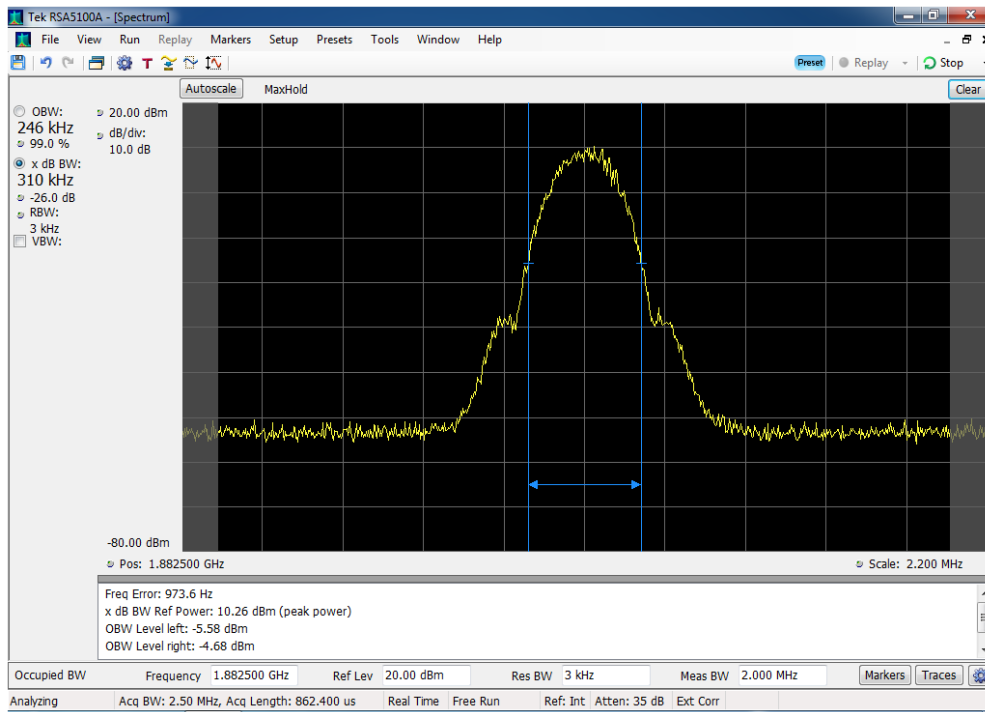 Tek RSA5100A - [Spectrum]
File View Run Replay Markers Setup Presets Tools Window Help
T Preset Replay Stop
Autoscale MaxHold Clear
OBW:
246 kHz
99.0 %
x dB BW:
310 kHz
-26.0 dB
RBW:
3 kHz
VBW:
20.00 dBm
dB/div:
10.0 dB
-80.00 dBm
Pos: 1.882500 GHz Scale: 2.200 MHz
Freq Error: 973.6 Hz
x dB BW Ref Power: 10.26 dBm (peak power)
OBW Level left: -5.58 dBm
OBW Level right: -4.68 dBm
Occupied BW Frequency 1.882500 GHz Ref Lev 20.00 dBm Res BW 3 kHz Meas BW 2.000 MHz Markers Traces
Analyzing Acq BW: 2.50 MHz, Acq Length: 862.400 us Real Time Free Run Ref: Int Atten: 35 dB Ext Corr